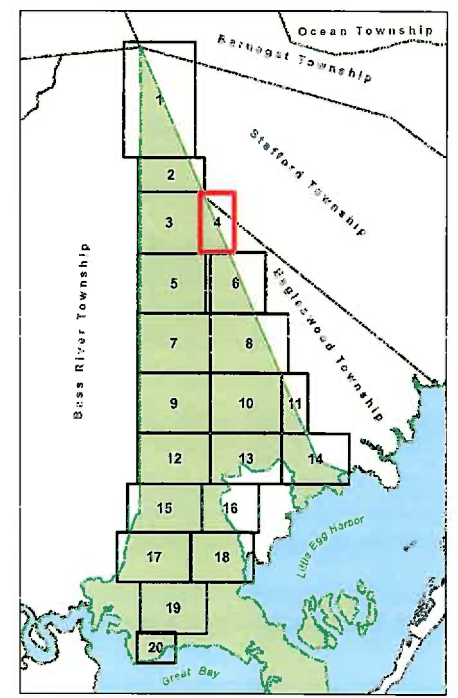 Ocean Township
Barnegat Township
Stafford Township
Eagleswood Township
Bass River Township
1
2
3
4
5
6
7
8
9
10
11
12
13
14
15
16
17
18
19
20
Little Egg Harbor
Great Bay